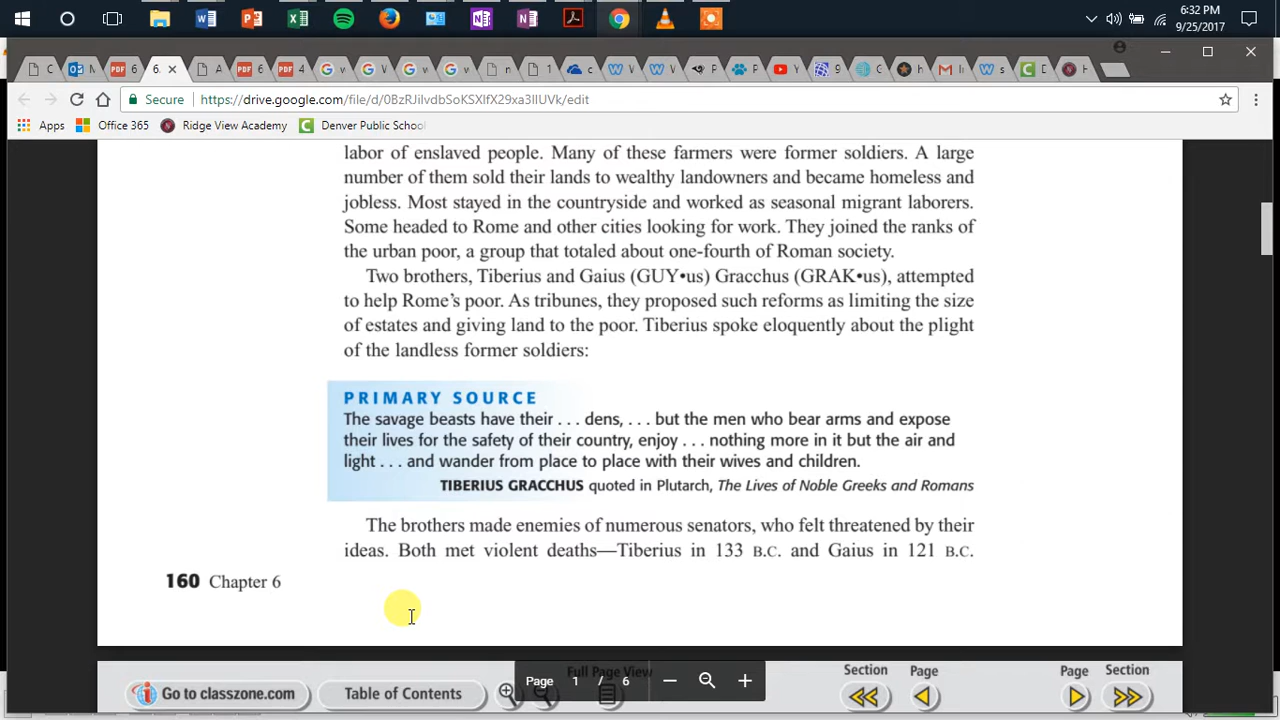 6:32 PM
9/25/2017
Secure https://drive.google.com/file/d/0BzRJilvdbSoKSXlfX29xa3lIUVk/edit
Apps Office 365 Ridge View Academy Denver Public School
labor of enslaved people. Many of these farmers were former soldiers. A large
number of them sold their lands to wealthy landowners and became homeless and
jobless. Most stayed in the countryside and worked as seasonal migrant laborers.
Some headed to Rome and other cities looking for work. They joined the ranks of
the urban poor, a group that totaled about one-fourth of Roman society.
Two brothers, Tiberius and Gaius (GUY•us) Gracchus (GRAK•us), attempted
to help Rome's poor. As tribunes, they proposed such reforms as limiting the size
of estates and giving land to the poor. Tiberius spoke eloquently about the plight
of the landless former soldiers:
PRIMARY SOURCE
The savage beasts have their . . . dens, . . . but the men who bear arms and expose
their lives for the safety of their country, enjoy . . . nothing more in it but the air and
light . . . and wander from place to place with their wives and children.
TIBERIUS GRACCHUS quoted in Plutarch, The Lives of Noble Greeks and Romans
The brothers made enemies of numerous senators, who felt threatened by their
ideas. Both met violent deaths—Tiberius in 133 B.C. and Gaius in 121 B.C.
160 Chapter 6
Full Page View
Section Page Page Section
Go to classzone.com Table of Contents Page 1 / 6